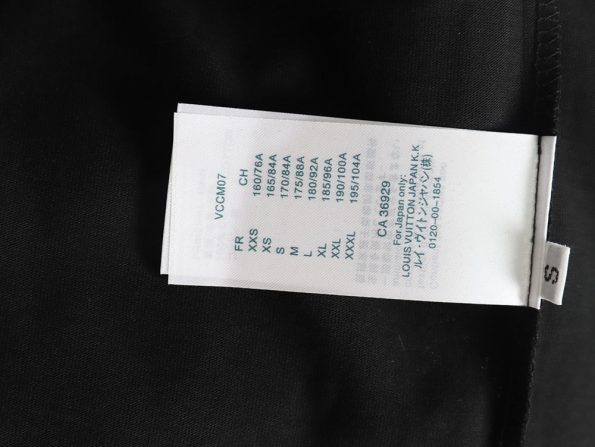 VCCM07
FR CH
XXS 160/76A
XS 165/84A
S 170/84A
M 175/88A
L 180/92A
XL 185/96A
XXL 190/100A
XXXL 195/104A
CA 36929
For Japan only:
LOUIS VUITTON JAPAN K.K
ルイ・ヴィトンジャパン(株)
0120-00-1854
S